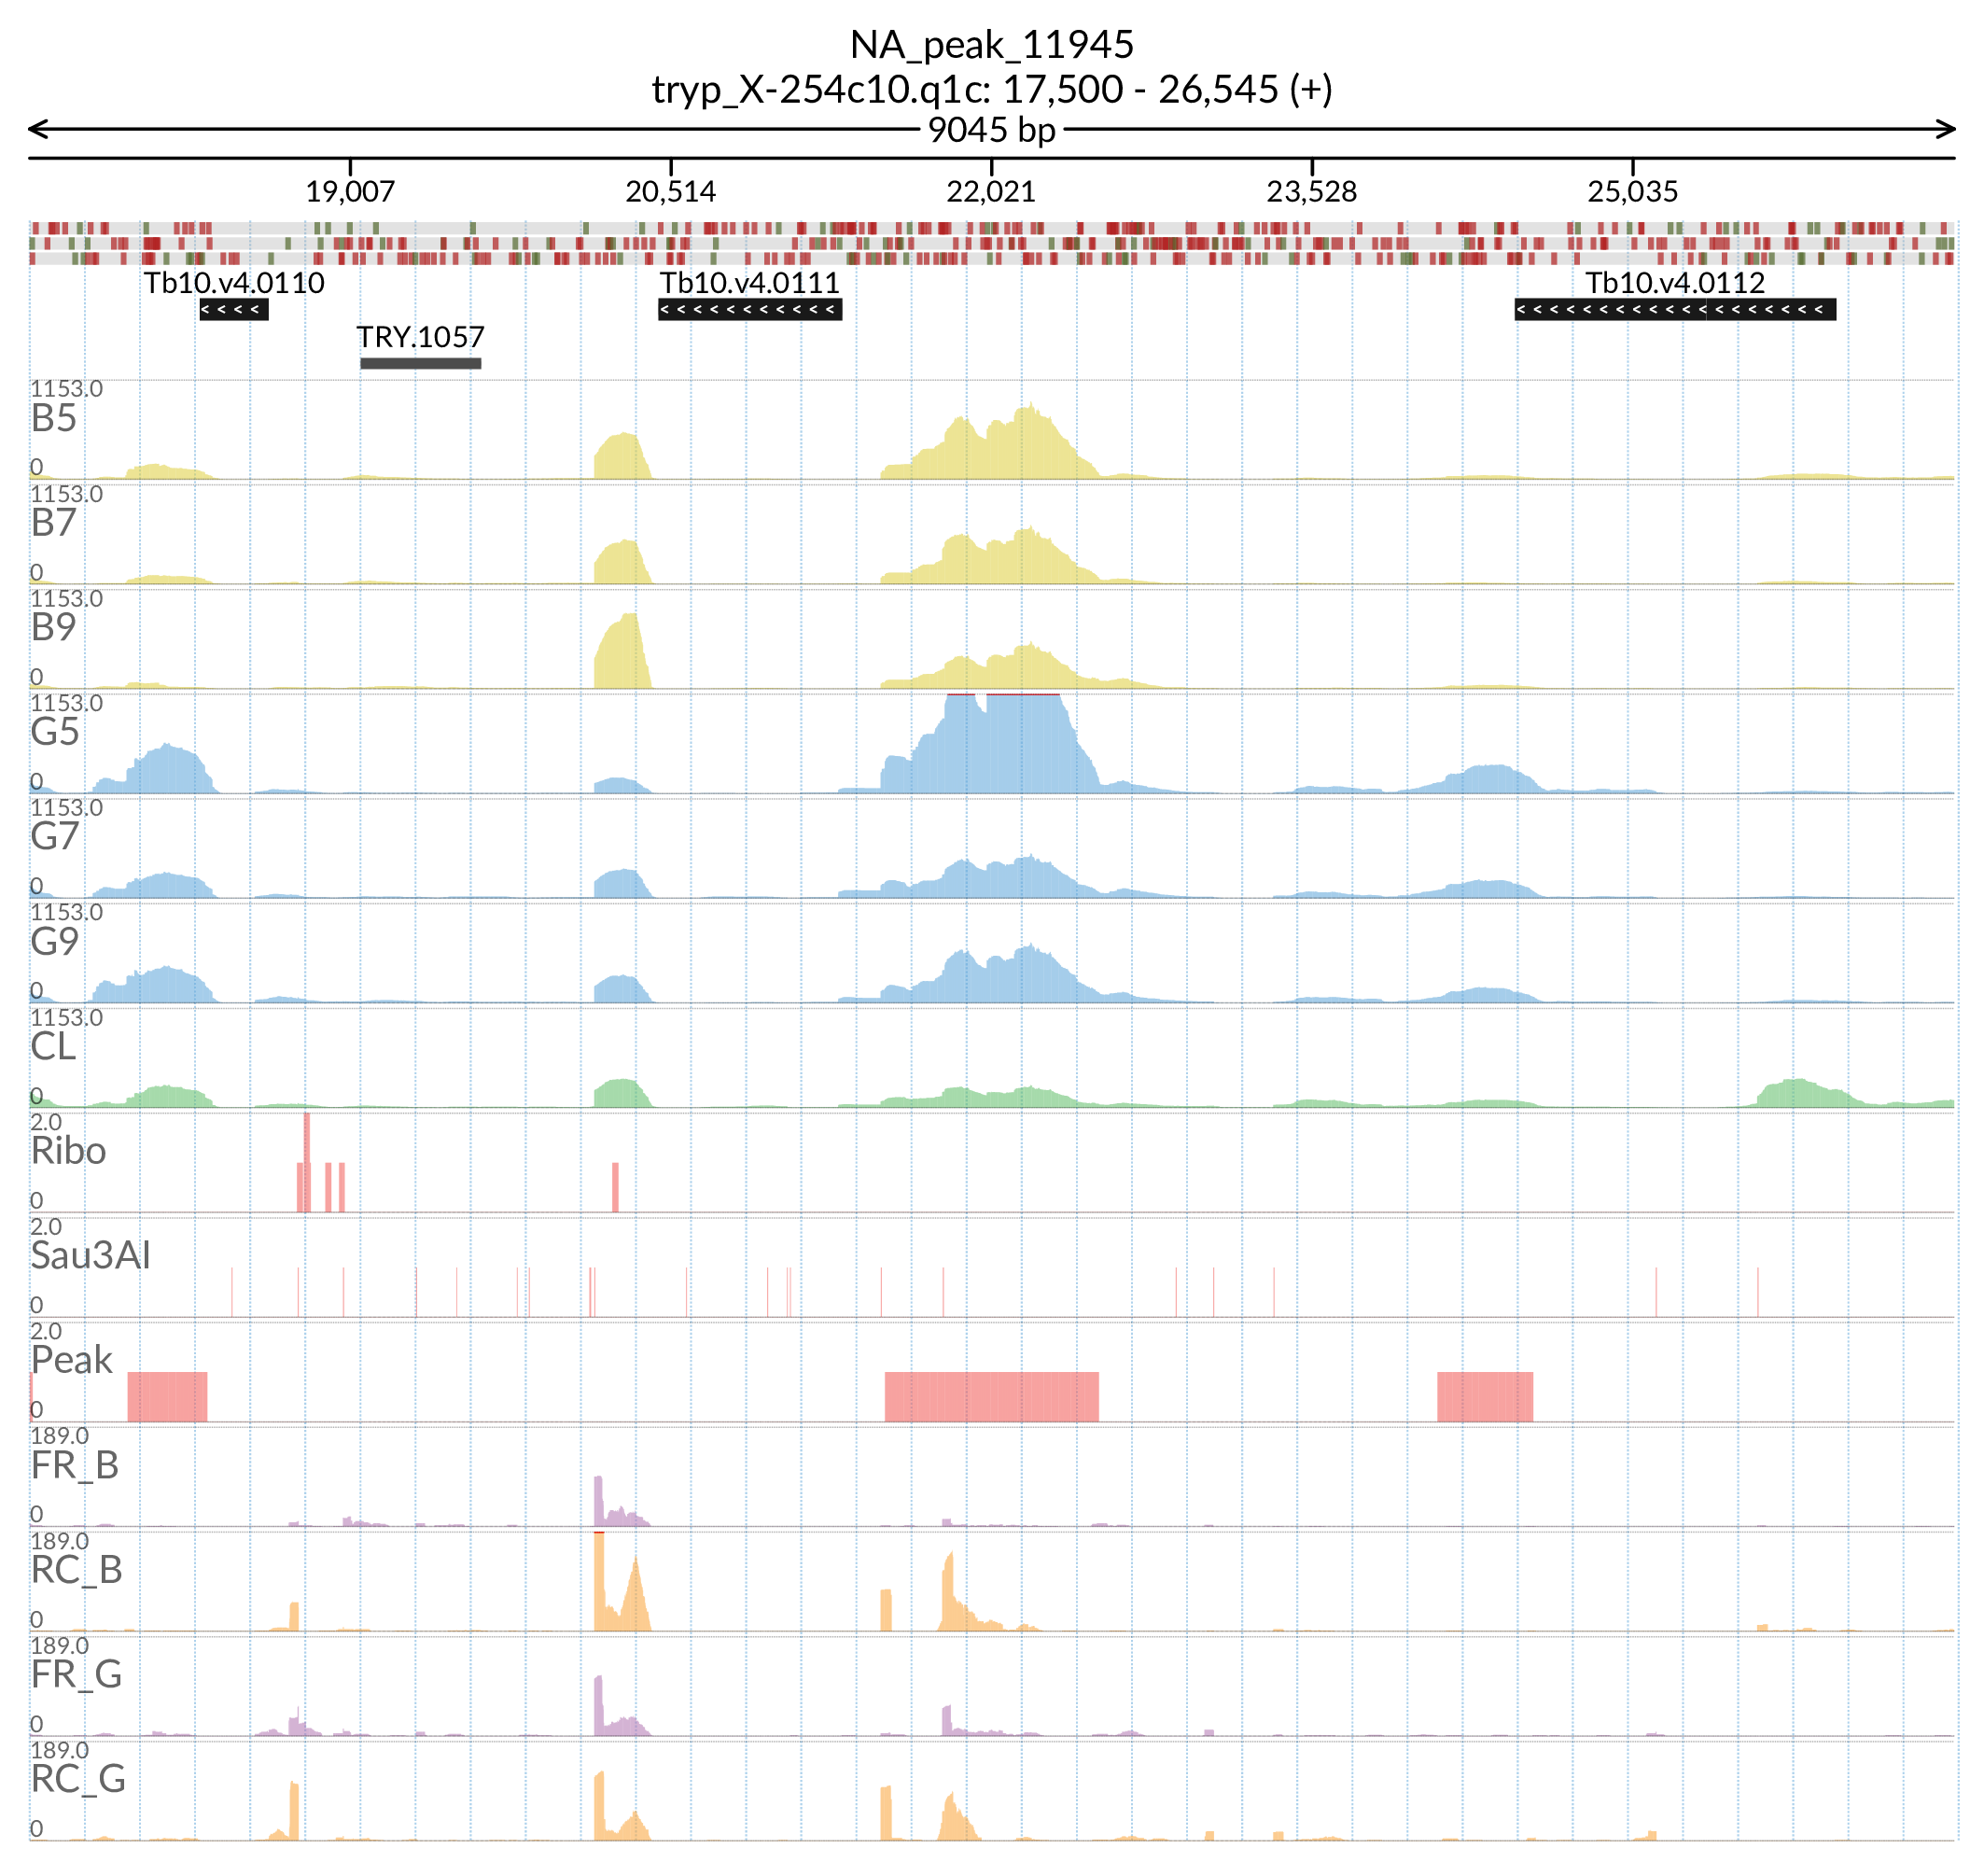 NA_peak_11945
tryp_X-254c10.q1c: 17,500 - 26,545 (+)
9045 bp
19,007 20,514 22,021 23,528 25,035
Tb10.v4.0110 Tb10.v4.0111 Tb10.v4.0112
TRY.1057
1153.0
B5
0
1153.0
B7
0
1153.0
B9
0
1153.0
G5
0
1153.0
G7
0
1153.0
G9
0
1153.0
CL
0
2.0
Ribo
0
2.0
Sau3AI
0
2.0
Peak
0
189.0
FR_B
0
189.0
RC_B
0
189.0
FR_G
0
189.0
RC_G
0